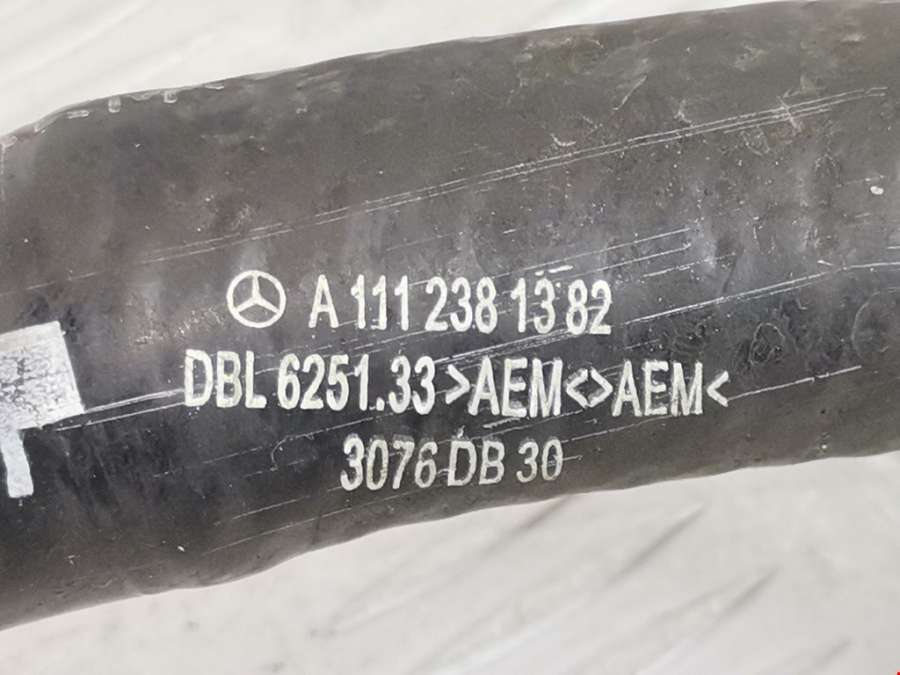 A 111 238 13 82
DBL 6251.33 >AEM<>AEM<
3076 DB 30